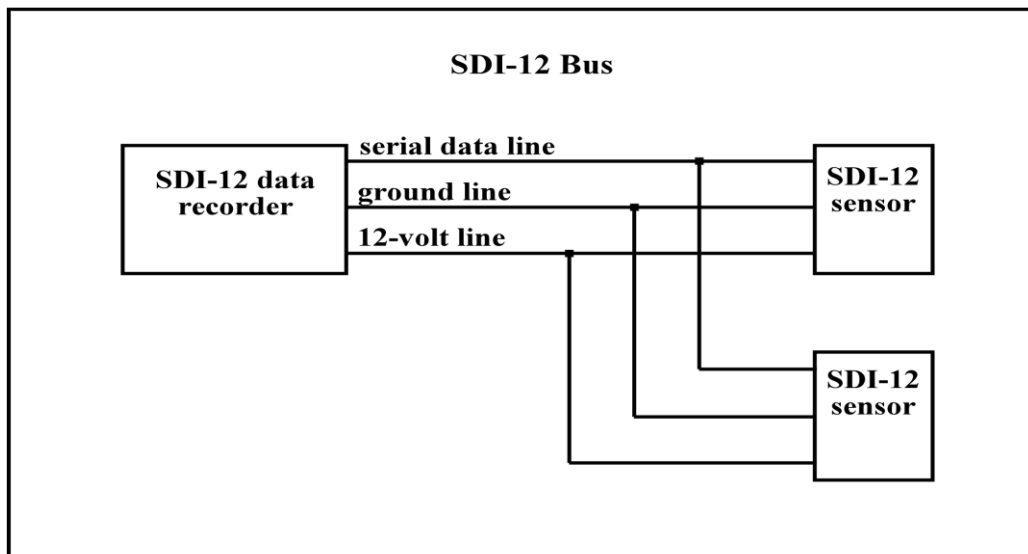 SDI-12 Bus
SDI-12 data
recorder
serial data line
ground line
12-volt line
SDI-12
sensor
SDI-12
sensor